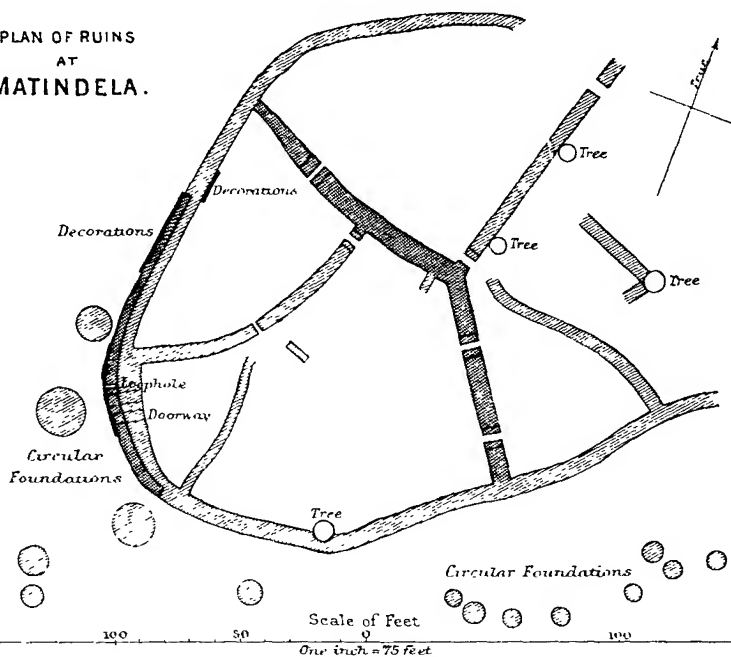 PLAN OF RUINS
AT
MATINDELA.
true
Tree
Decorations
Decorations
Tree
Tree
Loophole
Doorway
Circular
Foundations
Tree
Circular Foundations
Scale of Feet
100 50 0 100
One inch = 75 feet